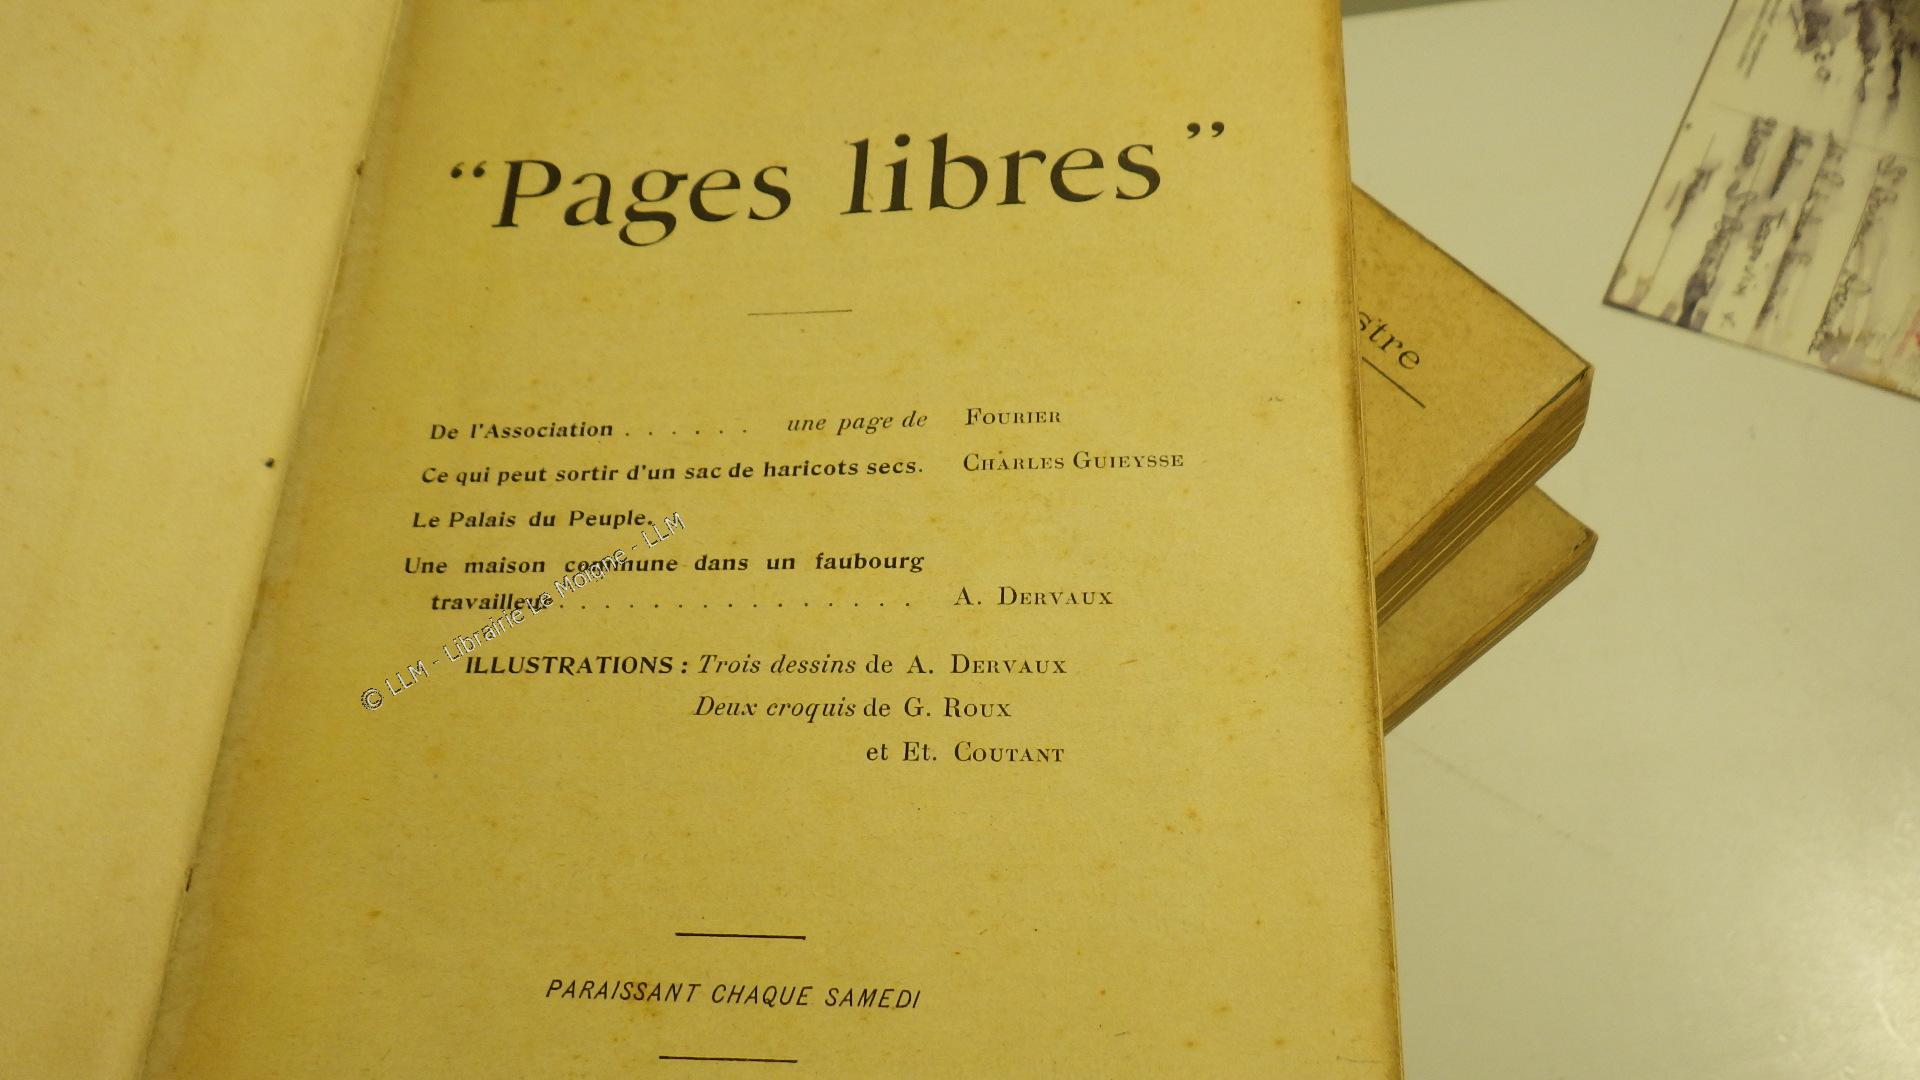 “Pages libres”
De l'Association . . . . . . une page de FOURIER
Ce qui peut sortir d'un sac de haricots secs. CHARLES GUIEYSSE
Le Palais du Peuple.
Une maison commune dans un faubourg
travailleur . . . . . . . . . . . . . . A. DERVAUX
ILLUSTRATIONS : Trois dessins de A. DERVAUX
Deux croquis de G. ROUX
et Et. COUTANT
PARAISSANT CHAQUE SAMEDI
© LLM - Librairie Le Moigne - LLM
stre